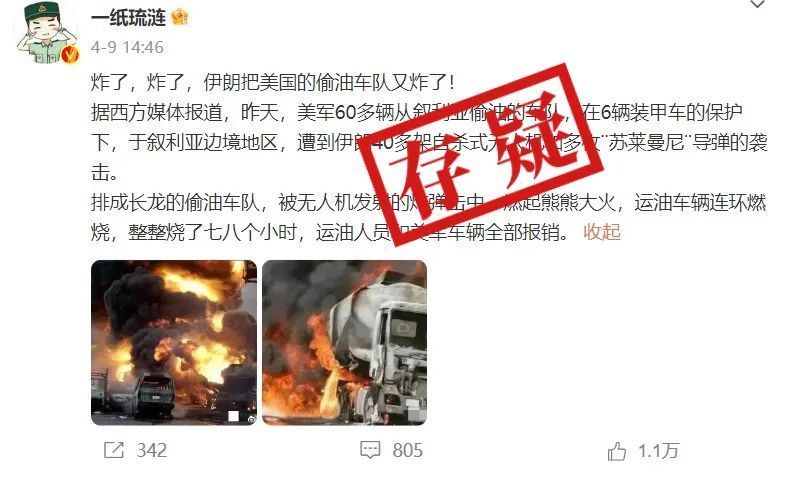 一纸琉涟
4-9 14:46
炸了，炸了，伊朗把美国的偷油车队又炸了！
据西方媒体报道，昨天，美军60多辆从叙利亚偷油的车队，在6辆装甲车的保护
下，于叙利亚边境地区，遭到伊朗40多架自杀式无人机和多枚¨苏莱曼尼¨导弹的袭
击。
排成长龙的偷油车队，被无人机发射的炸弹击中，燃起熊熊大火，运油车辆连环燃
烧，整整烧了七八个小时，运油人员和美军车辆全部报销。 收起
存疑
342
805
1.1万